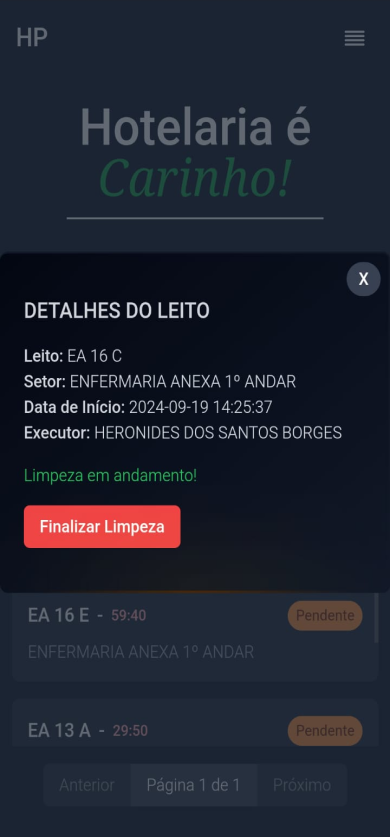 HP
Hotelaria é
Carinho!
X
DETALHES DO LEITO
Leito: EA 16 C
Setor: ENFERMARIA ANEXA 1º ANDAR
Data de Início: 2024-09-19 14:25:37
Executor: HERONIDES DOS SANTOS BORGES
Limpeza em andamento!
Finalizar Limpeza
EA 16 E - 59:40 Pendente
ENFERMARIA ANEXA 1º ANDAR
EA 13 A - 29:50 Pendente
Anterior Página 1 de 1 Próximo